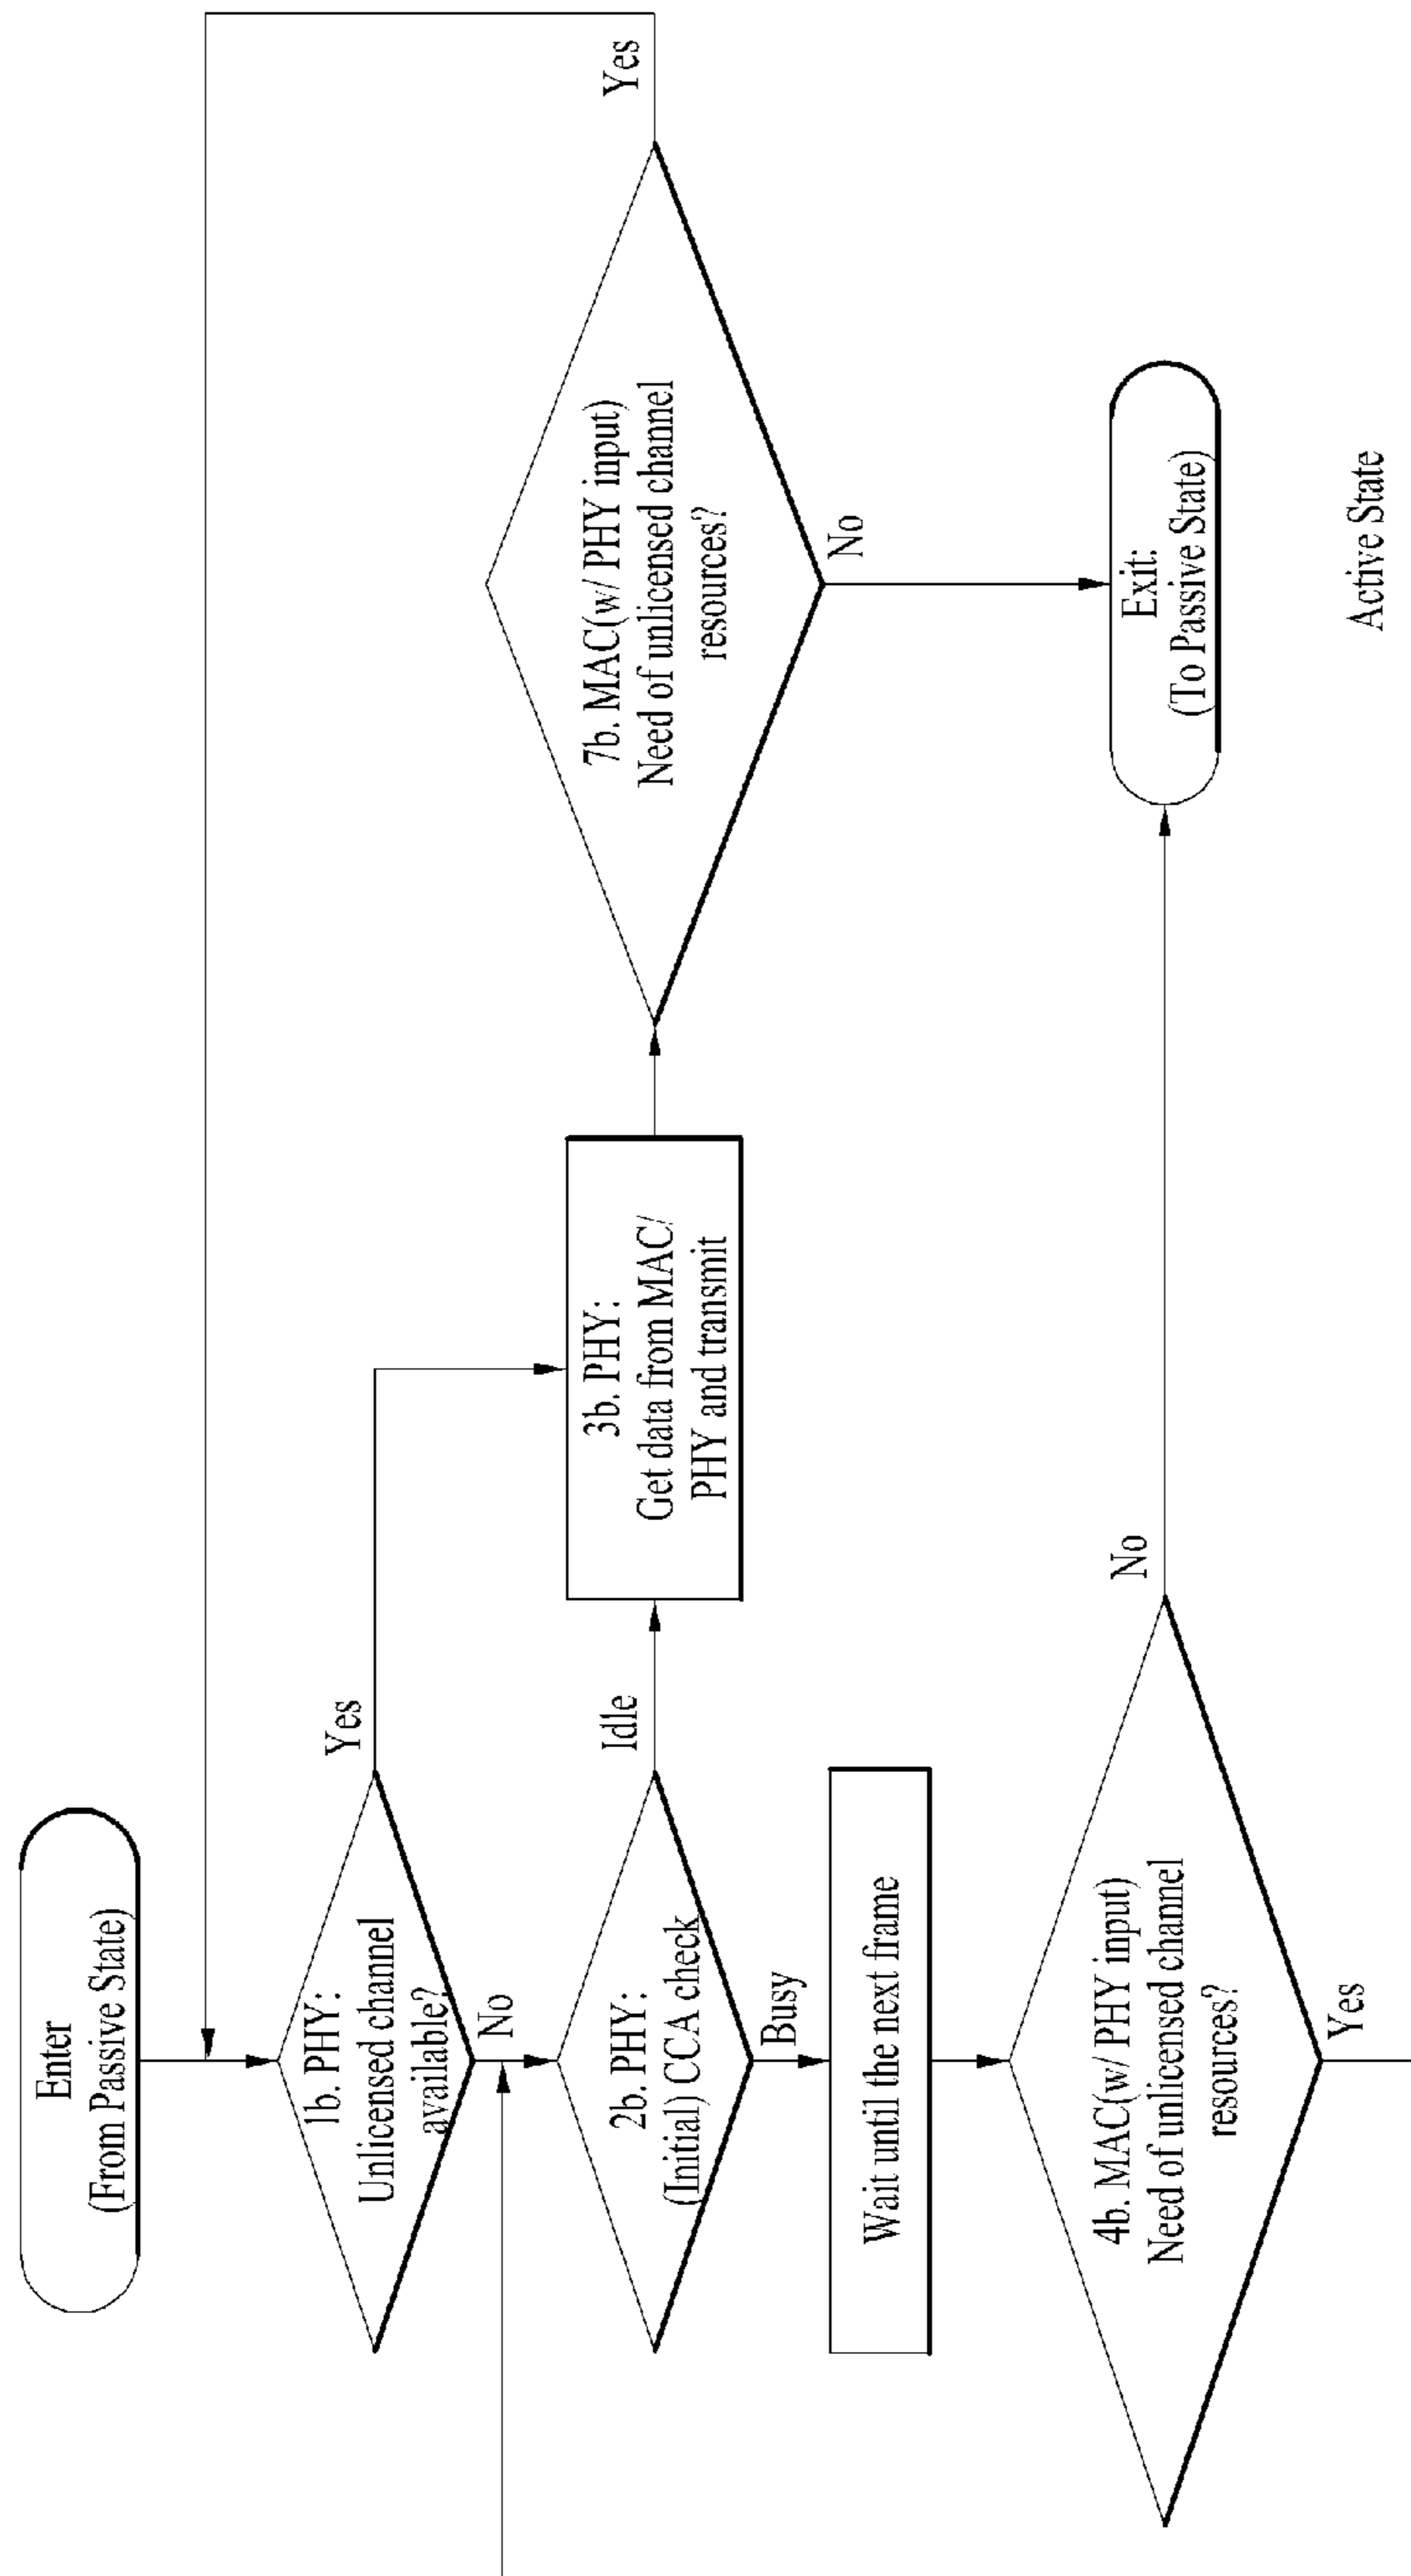 Enter
(From Passive State)
1b. PHY:
Unlicensed channel
available?
Yes
No
2b. PHY:
(Initial) CCA check
Idle
Busy
3b. PHY:
Get data from MAC/
PHY and transmit
7b. MAC(w/ PHY input)
Need of unlicensed channel
resources?
Yes
No
Wait until the next frame
4b. MAC(w/ PHY input)
Need of unlicensed channel
resources?
No
Yes
Exit:
(To Passive State)
Active State